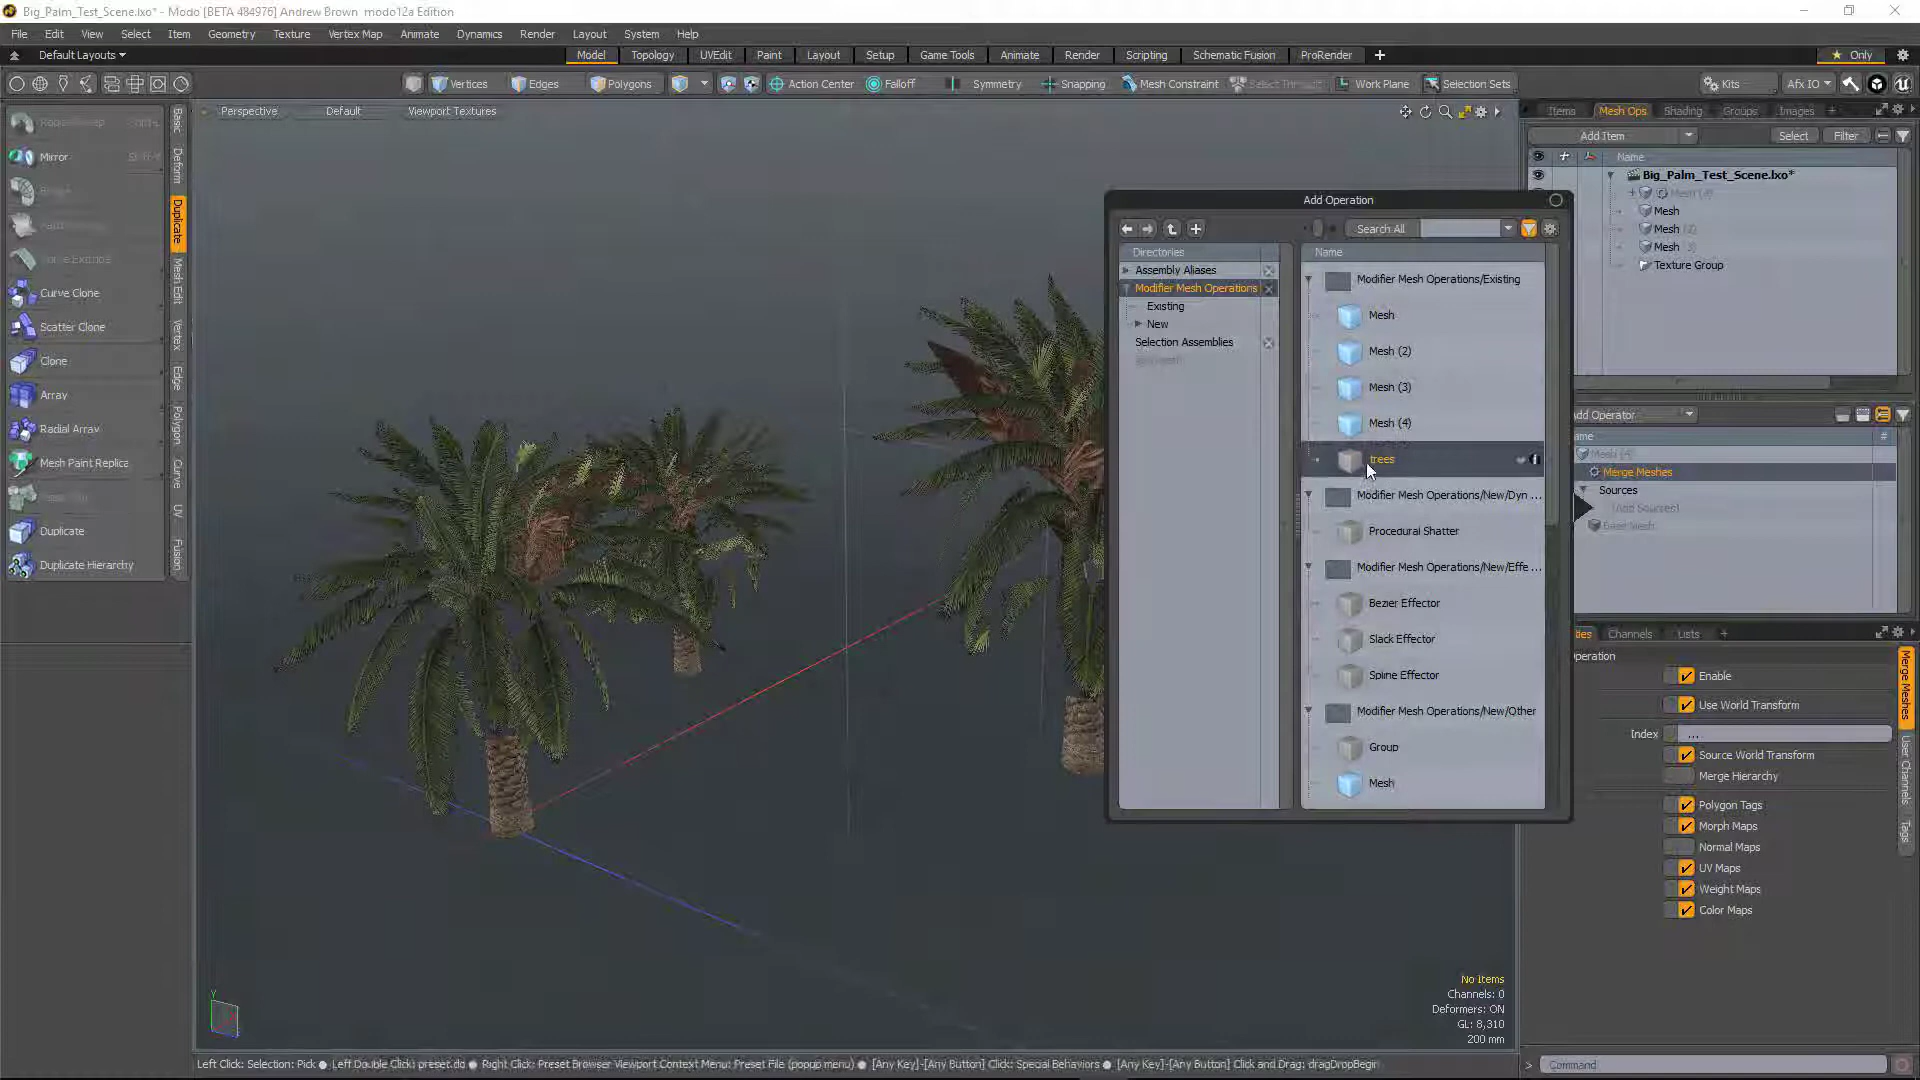 Big_Palm_Test_Scene.lxo* - Modo [BETA 484976] Andrew Brown modo12a Edition
File Edit View Select Item Geometry Texture Vertex Map Animate Dynamics Render Layout System Help
Default Layouts
Model Topology UVEdit Paint Layout Setup Game Tools Animate Render Scripting Schematic Fusion ProRender
Only
Vertices Edges Polygons Action Center Falloff Symmetry Snapping Mesh Constraint Work Plane Selection Sets Kits Afx IO
Mirror
Curve Clone
Scatter Clone
Clone
Array
Radial Array
Mesh Paint Replica
Duplicate
Duplicate Hierarchy
Basic
Deform
Duplicate
Mesh Edit
Vertex
Edge
Polygon
Curve
UV
Fusion
Perspective Default Viewport Textures
No Items
Channels: 0
Deformers: ON
GL: 8,310
200 mm
Add Operation
Search All
Directories
Assembly Aliases
Modifier Mesh Operations
Existing
New
Selection Assemblies
Name
Modifier Mesh Operations/Existing
Mesh
Mesh (2)
Mesh (3)
Mesh (4)
trees
Modifier Mesh Operations/New/Dyn ...
Procedural Shatter
Modifier Mesh Operations/New/Effe ...
Bezier Effector
Slack Effector
Spline Effector
Modifier Mesh Operations/New/Other
Group
Mesh
Items Mesh Ops Shading Groups Images
Add Item Select Filter
Name
Big_Palm_Test_Scene.lxo*
Mesh (4)
Mesh
Mesh (2)
Mesh (3)
Texture Group
Add Operator
ame
Mesh (4)
Merge Meshes
Sources
(Add Sources)
Base Mesh
ties Channels Lists
Operation
Enable
Use World Transform
Index ...
Source World Transform
Merge Hierarchy
Polygon Tags
Morph Maps
Normal Maps
UV Maps
Weight Maps
Color Maps
Merge Meshes
User Channels
Tags
Left Click: Selection: Pick ● Left Double Click: preset.do ● Right Click: Preset Browser Viewport Context Menu: Preset File (popup menu) ● [Any Key]-[Any Button] Click: Special Behaviors ● [Any Key]-[Any Button] Click and Drag: dragDropBegin
Command